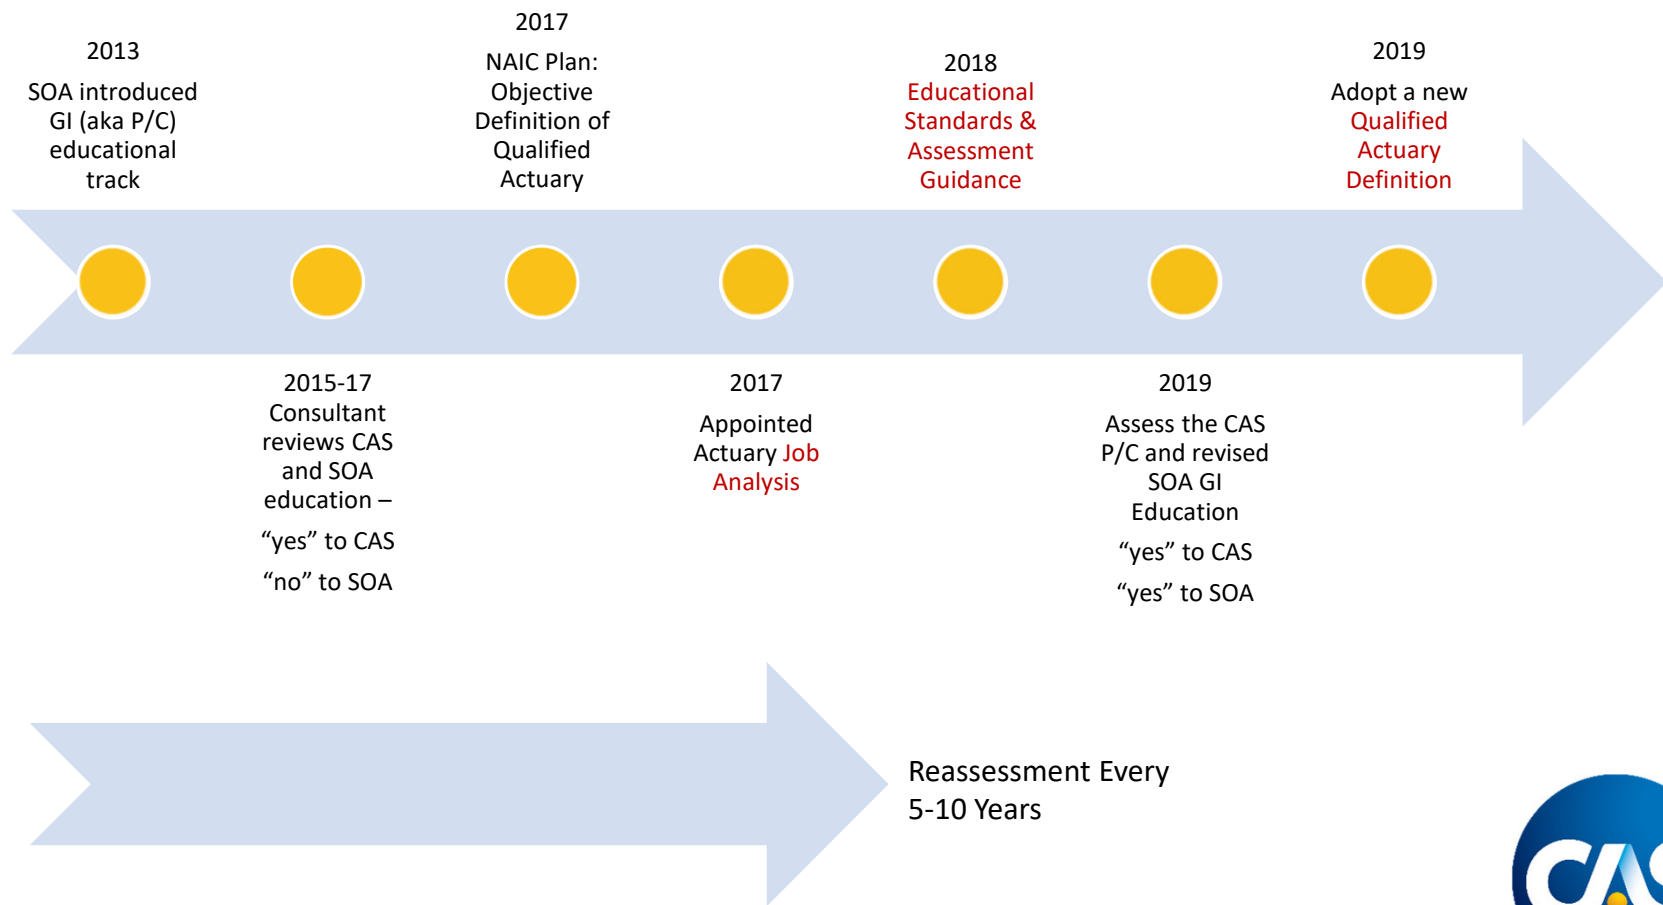 2013
SOA introduced
GI (aka P/C)
educational
track
2015-17
Consultant
reviews CAS
and SOA
education –
“yes” to CAS
“no” to SOA
2017
NAIC Plan:
Objective
Definition of
Qualified
Actuary
2017
Appointed
Actuary Job
Analysis
2018
Educational
Standards &
Assessment
Guidance
2019
Assess the CAS
P/C and revised
SOA GI
Education
“yes” to CAS
“yes” to SOA
2019
Adopt a new
Qualified
Actuary
Definition
Reassessment Every
5-10 Years
CAS